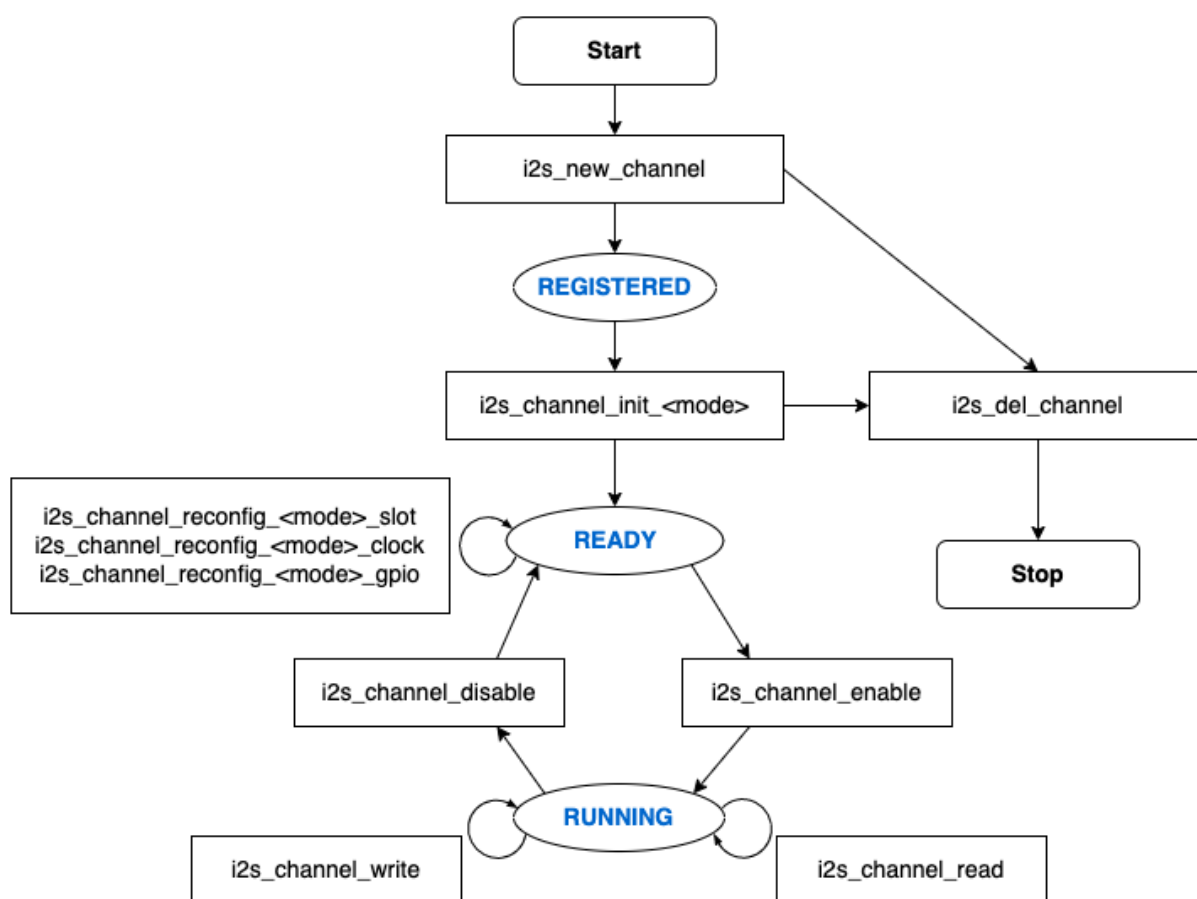 Start
i2s_new_channel
REGISTERED
i2s_channel_init_<mode>
i2s_del_channel
i2s_channel_reconfig_<mode>_slot
i2s_channel_reconfig_<mode>_clock
i2s_channel_reconfig_<mode>_gpio
READY
Stop
i2s_channel_disable
i2s_channel_enable
RUNNING
i2s_channel_write
i2s_channel_read